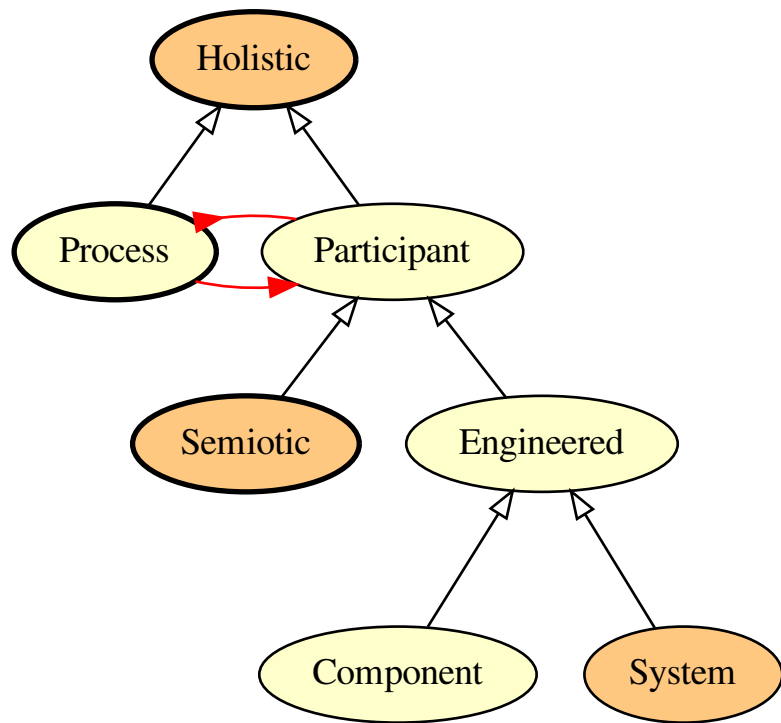 Holistic
Process
Participant
Semiotic
Engineered
Component
System